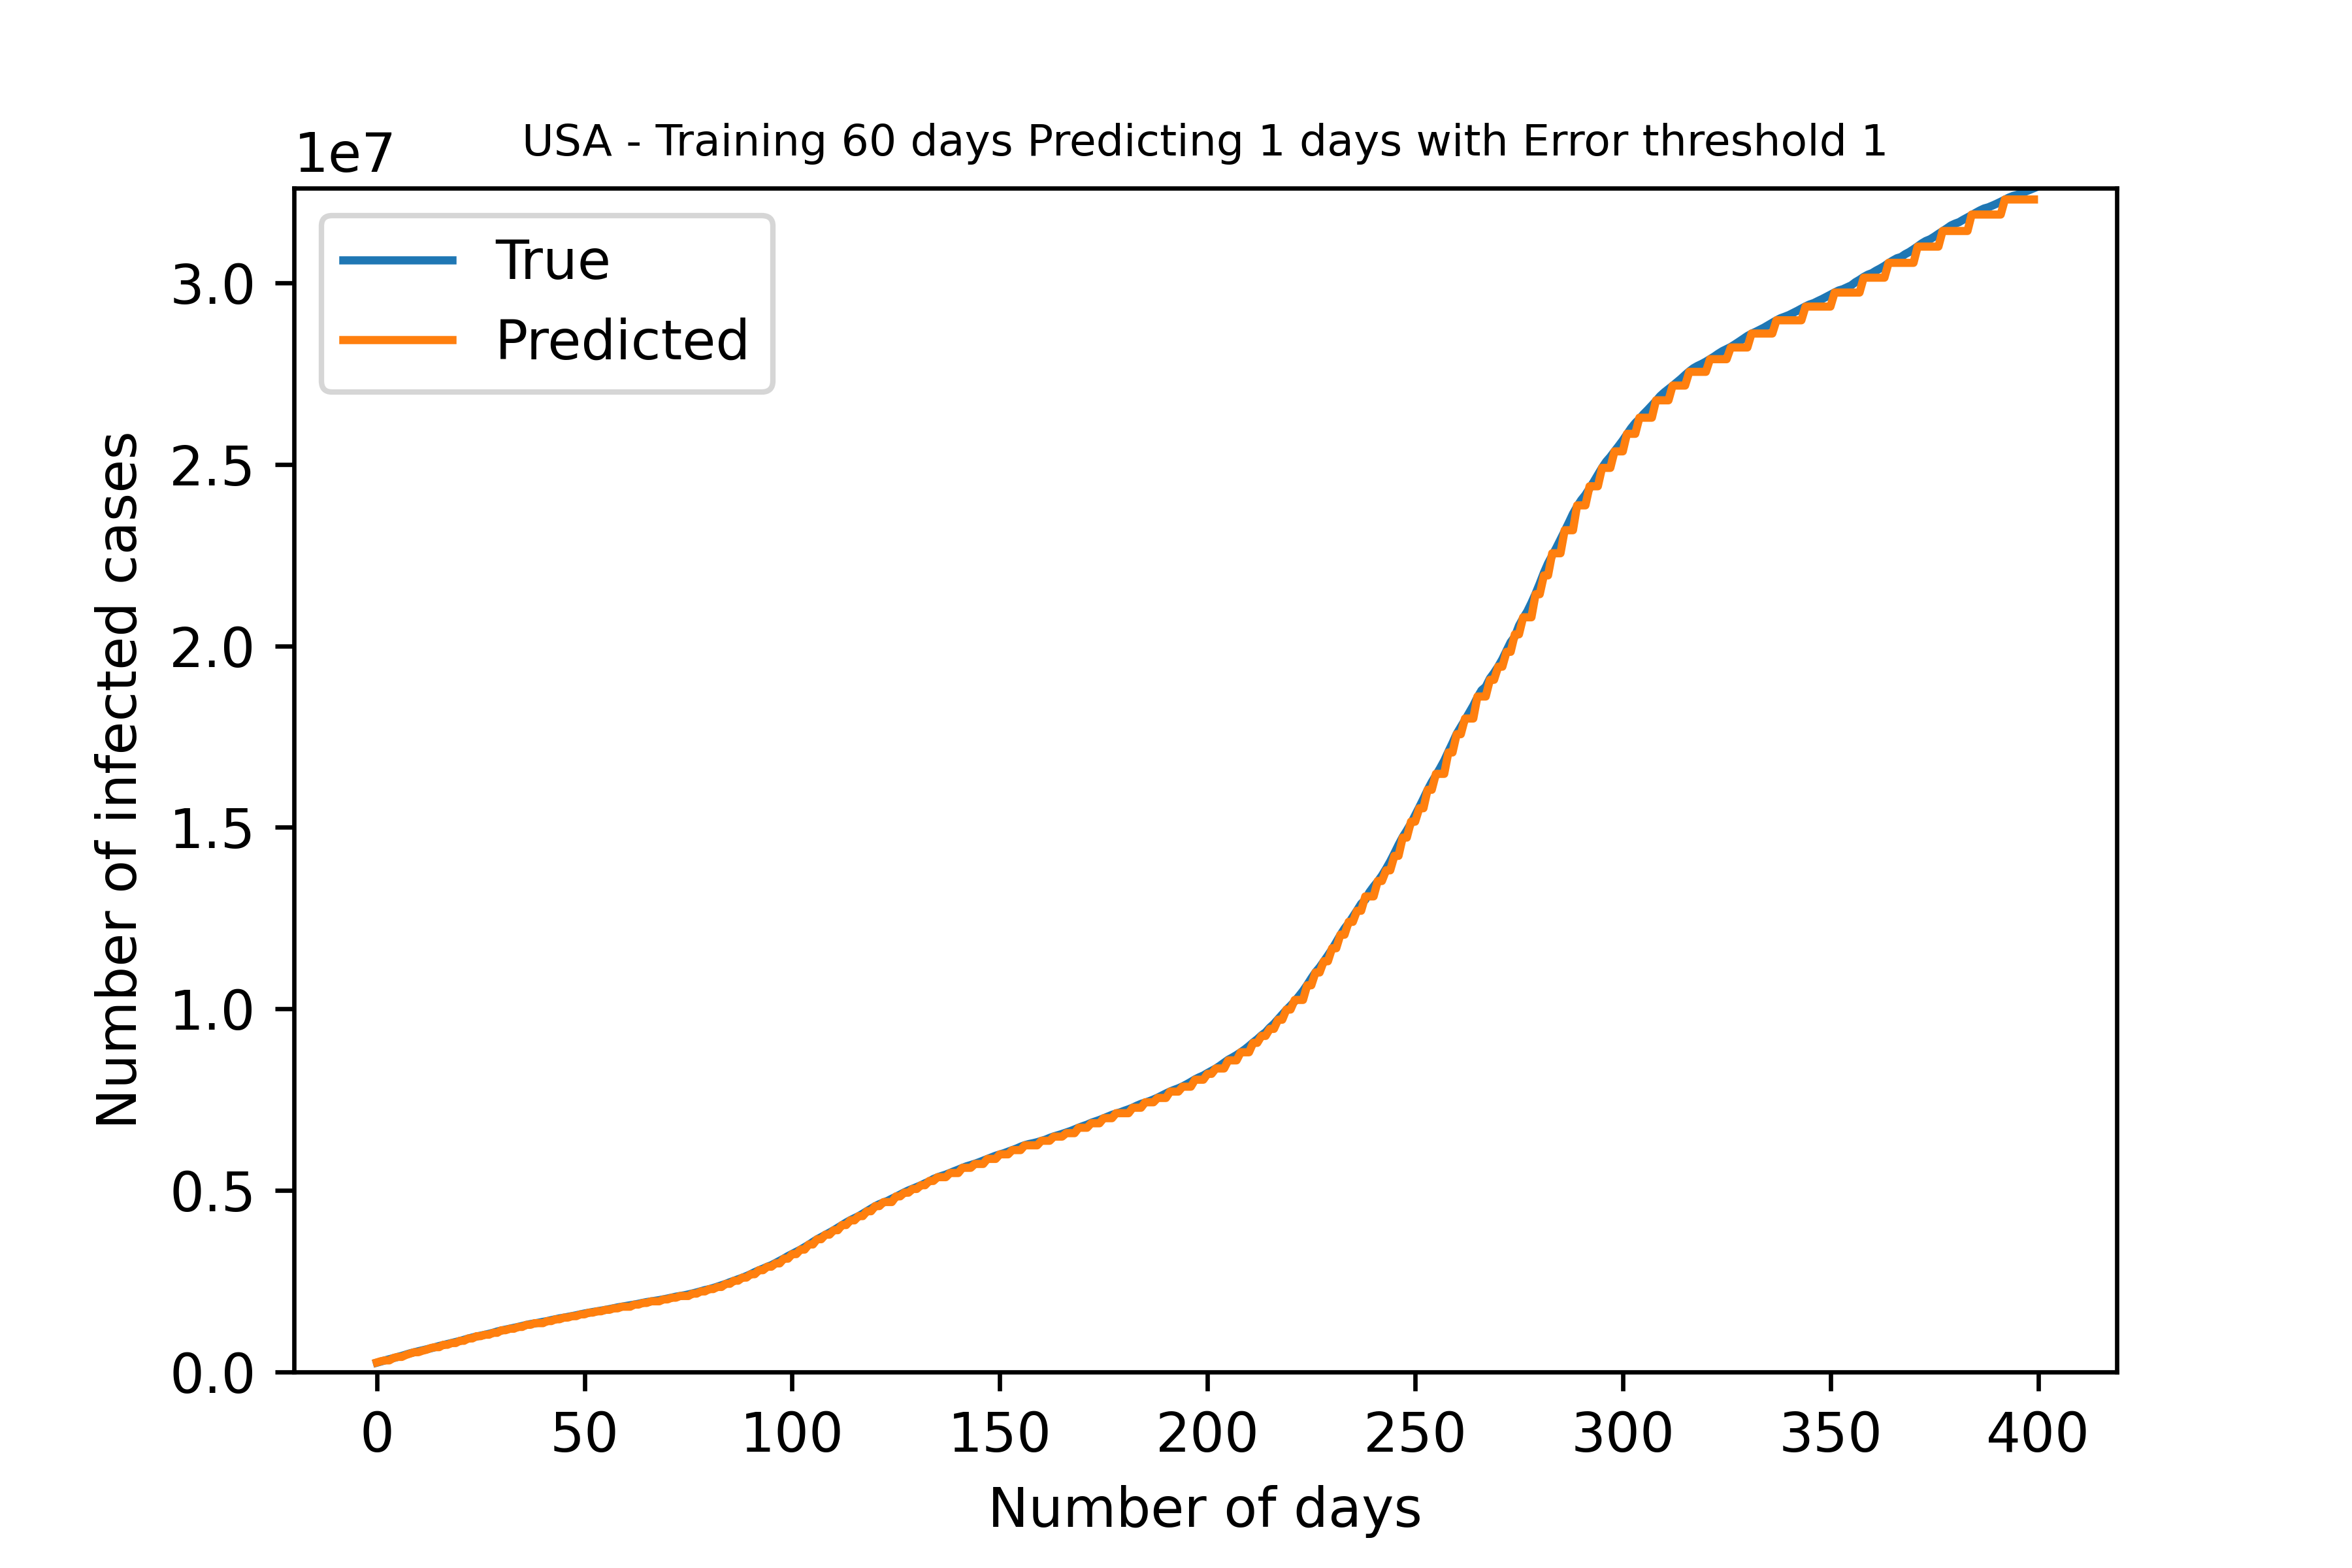 USA - Training 60 days Predicting 1 days with Error threshold 1
1e7
True
Predicted
3.0
2.5
2.0
1.5
1.0
0.5
0.0
Number of infected cases
0 50 100 150 200 250 300 350 400
Number of days